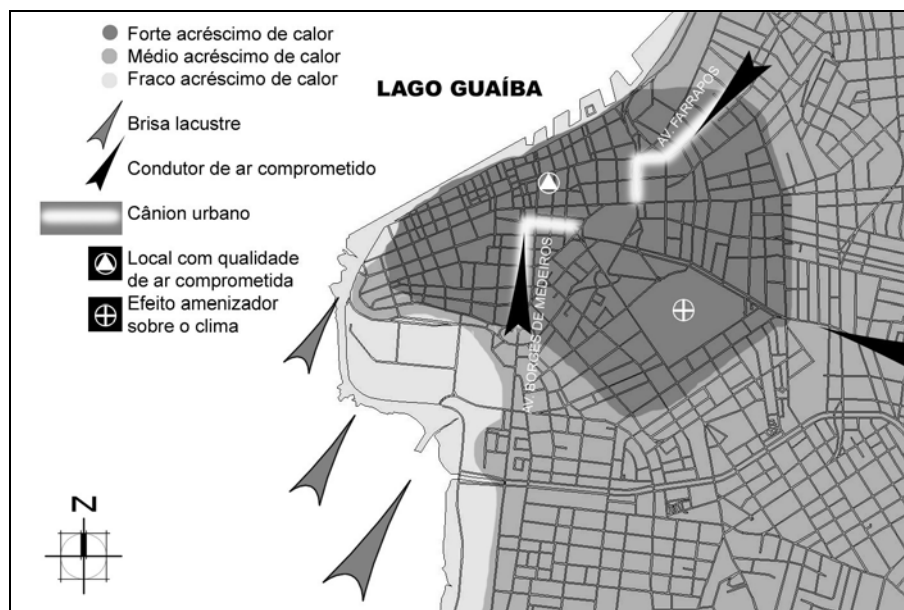 Forte acréscimo de calor
Médio acréscimo de calor
Fraco acréscimo de calor
LAGO GUAÍBA
Brisa lacustre
Condutor de ar comprometido
Cânion urbano
Local com qualidade
de ar comprometida
Efeito amenizador
sobre o clima
AV. FARRAPOS
AV. BORGES DE MEDEIROS
N